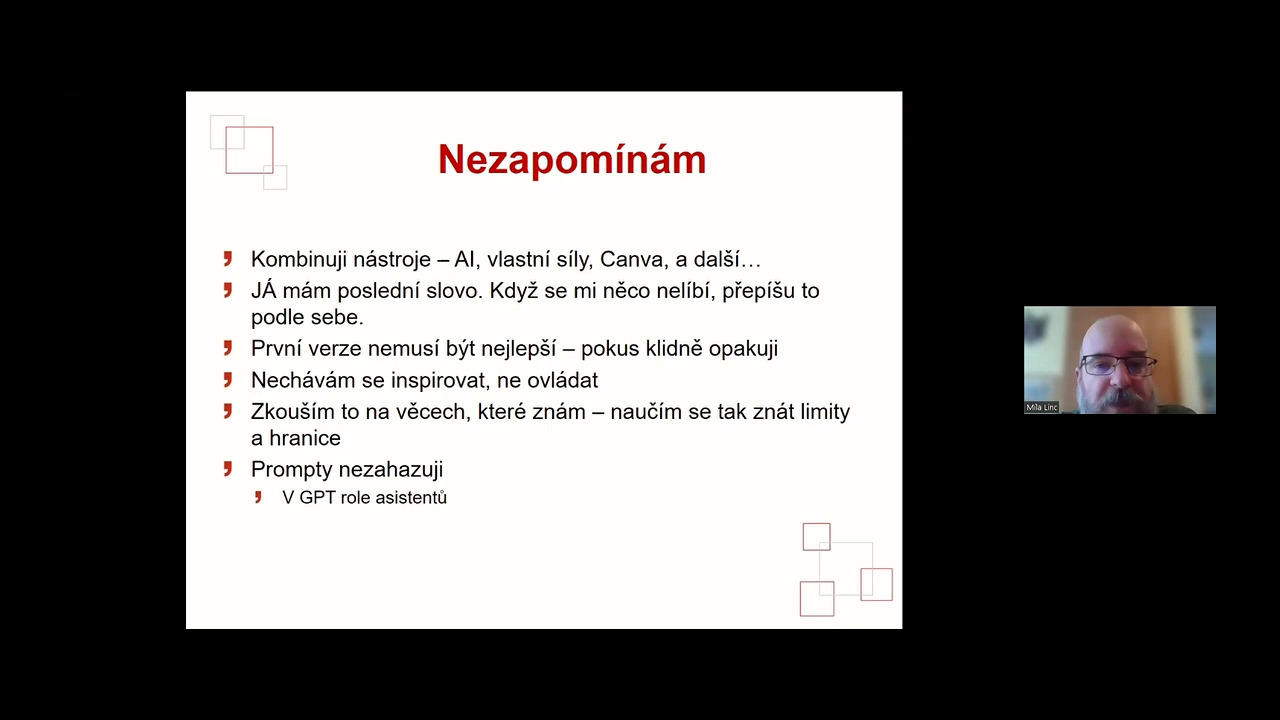 Nezapomínám
Kombinuji nástroje – AI, vlastní síly, Canva, a další…
JÁ mám poslední slovo. Když se mi něco nelíbí, přepíšu to
podle sebe.
První verze nemusí být nejlepší – pokus klidně opakuji
Nechávám se inspirovat, ne ovládat
Zkouším to na věcech, které znám – naučím se tak znát limity
a hranice
Prompty nezahazuji
V GPT role asistentů
Míla Linc